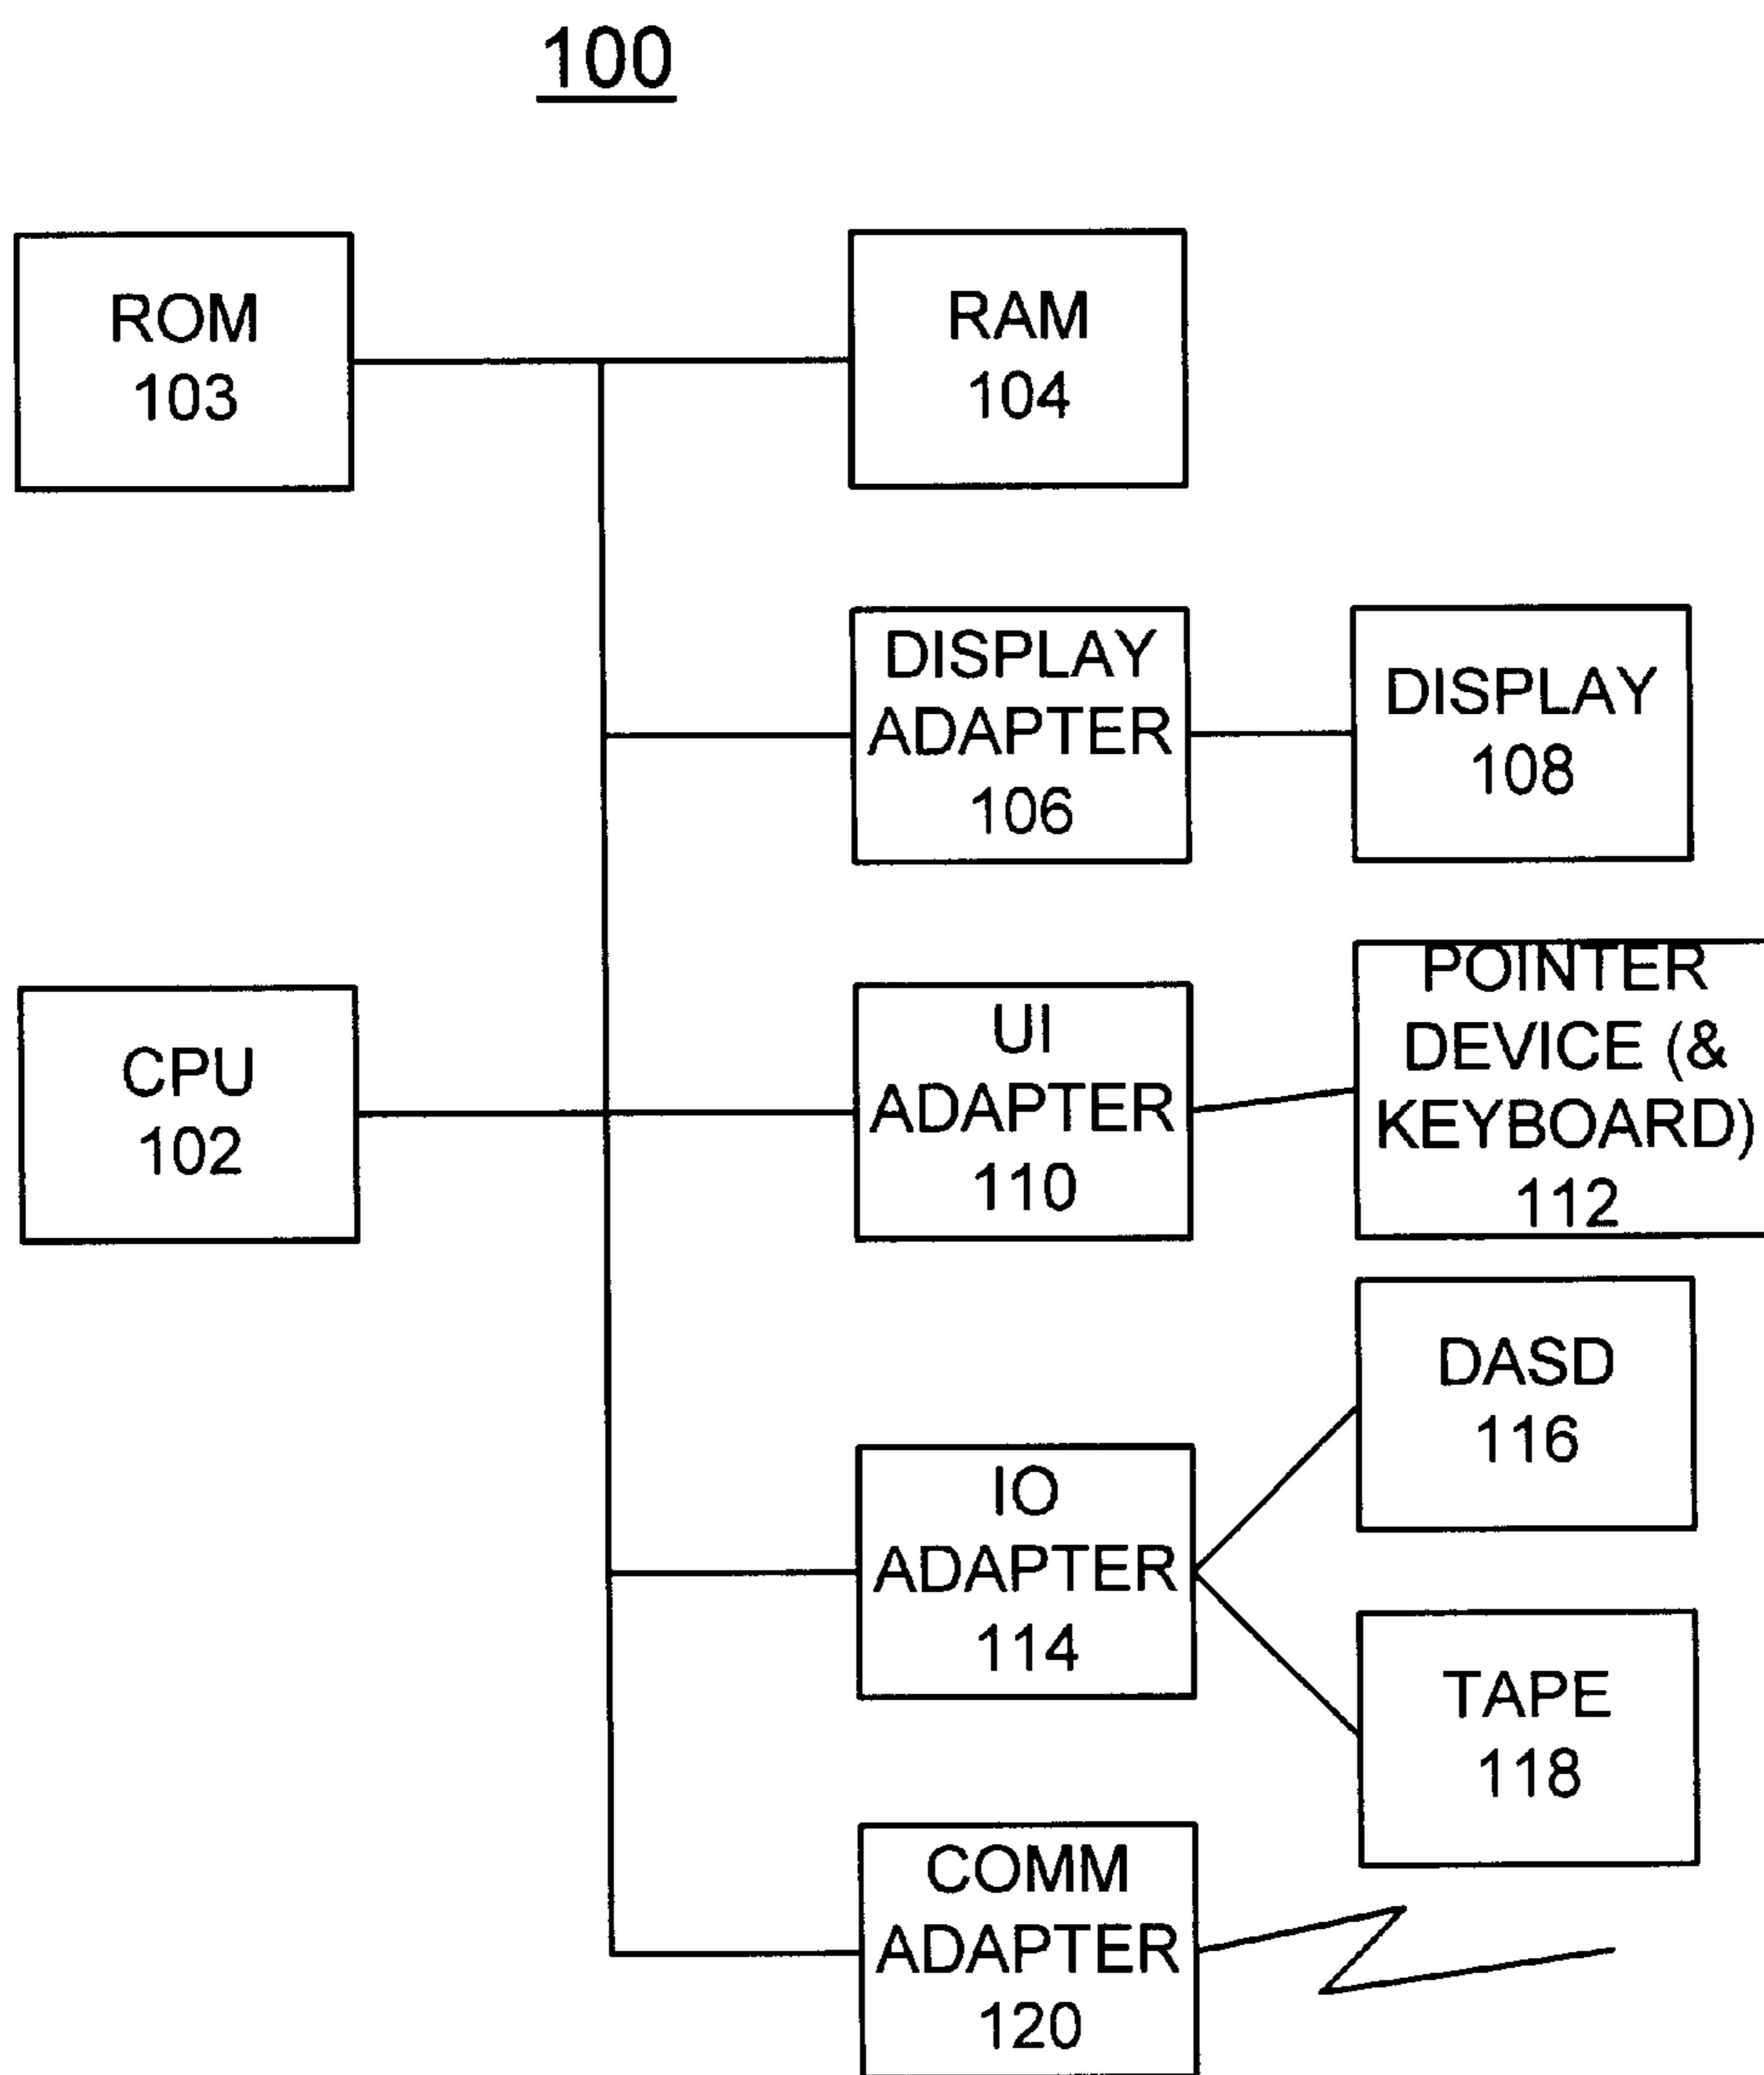 100
ROM
103
RAM
104
DISPLAY
ADAPTER
106
DISPLAY
108
CPU
102
UI
ADAPTER
110
POINTER
DEVICE (&
KEYBOARD)
112
DASD
116
IO
ADAPTER
114
TAPE
118
COMM
ADAPTER
120